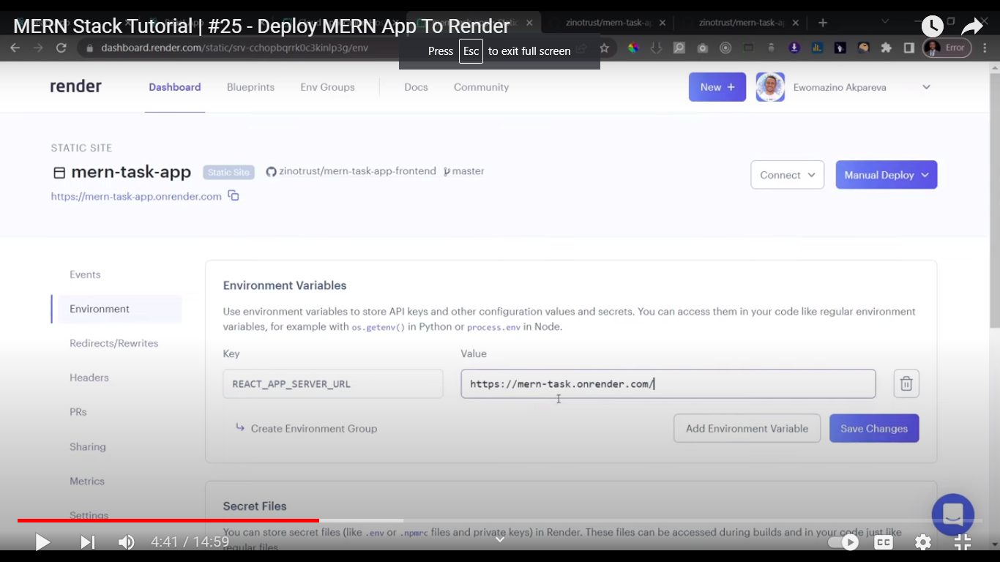 MERN Stack Tutorial | #25 - Deploy MERN App To Render
zinotrust/mern-task-a
zinotrust/mern-task-a
dashboard.render.com/static/srv-cchopbqrrk0c3kinlp3g/env
Press Esc to exit full screen
Error
render
Dashboard
Blueprints
Env Groups
Docs
Community
New +
Ewomazino Akpareva
STATIC SITE
mern-task-app
Static Site
zinotrust/mern-task-app-frontend
master
https://mern-task-app.onrender.com
Connect
Manual Deploy
Events
Environment
Redirects/Rewrites
Headers
PRs
Sharing
Metrics
Settings
Environment Variables
Use environment variables to store API keys and other configuration values and secrets. You can access them in your code like regular environment
variables, for example with os.getenv() in Python or process.env in Node.
Key
Value
REACT_APP_SERVER_URL
https://mern-task.onrender.com/
Create Environment Group
Add Environment Variable
Save Changes
Secret Files
You can store secret files (like .env or .npmrc files and private keys) in Render. These files can be accessed during builds and in your code just like
regular files.
4:41 / 14:59
CC